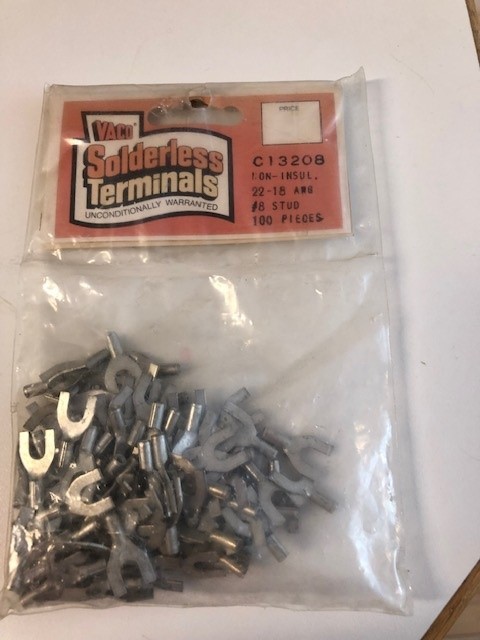 VACO®
Solderless
Terminals
UNCONDITIONALLY WARRANTED
PRICE
C13208
NON-INSUL.
22-18 AWG
#8 STUD
100 PIECES